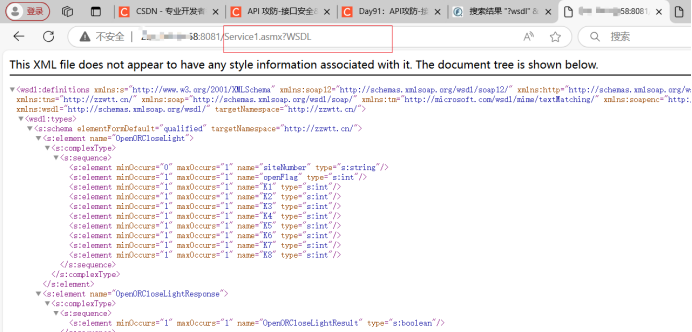 登录
CSDN - 专业开发者
API 攻防-接口安全&
Day91：API攻防-接
搜索结果 "?wsdl" &
58:8081/
不安全
58:8081/Service1.asmx?WSDL
搜索
This XML file does not appear to have any style information associated with it. The document tree is shown below.
<wsdl:definitions xmlns:s="http://www.w3.org/2001/XMLSchema" xmlns:soap12="http://schemas.xmlsoap.org/wsdl/soap12/" xmlns:http="http://schemas.xmlsoap.org
xmlns:tns="http://zzwtt.cn/" xmlns:soap="http://schemas.xmlsoap.org/wsdl/soap/" xmlns:tm="http://microsoft.com/wsdl/mime/textMatching/" xmlns:soapenc="http
xmlns:wsdl="http://schemas.xmlsoap.org/wsdl/" targetNamespace="http://zzwtt.cn/">
<wsdl:types>
<s:schema elementFormDefault="qualified" targetNamespace="http://zzwtt.cn/">
<s:element name="OpenORCloseLight">
<s:complexType>
<s:sequence>
<s:element minOccurs="0" maxOccurs="1" name="siteNumber" type="s:string"/>
<s:element minOccurs="1" maxOccurs="1" name="openFlag" type="s:int"/>
<s:element minOccurs="1" maxOccurs="1" name="K1" type="s:int"/>
<s:element minOccurs="1" maxOccurs="1" name="K2" type="s:int"/>
<s:element minOccurs="1" maxOccurs="1" name="K3" type="s:int"/>
<s:element minOccurs="1" maxOccurs="1" name="K4" type="s:int"/>
<s:element minOccurs="1" maxOccurs="1" name="K5" type="s:int"/>
<s:element minOccurs="1" maxOccurs="1" name="K6" type="s:int"/>
<s:element minOccurs="1" maxOccurs="1" name="K7" type="s:int"/>
<s:element minOccurs="1" maxOccurs="1" name="K8" type="s:int"/>
</s:sequence>
</s:complexType>
</s:element>
<s:element name="OpenORCloseLightResponse">
<s:complexType>
<s:sequence>
<s:element minOccurs="1" maxOccurs="1" name="OpenORCloseLightResult" type="s:boolean"/>